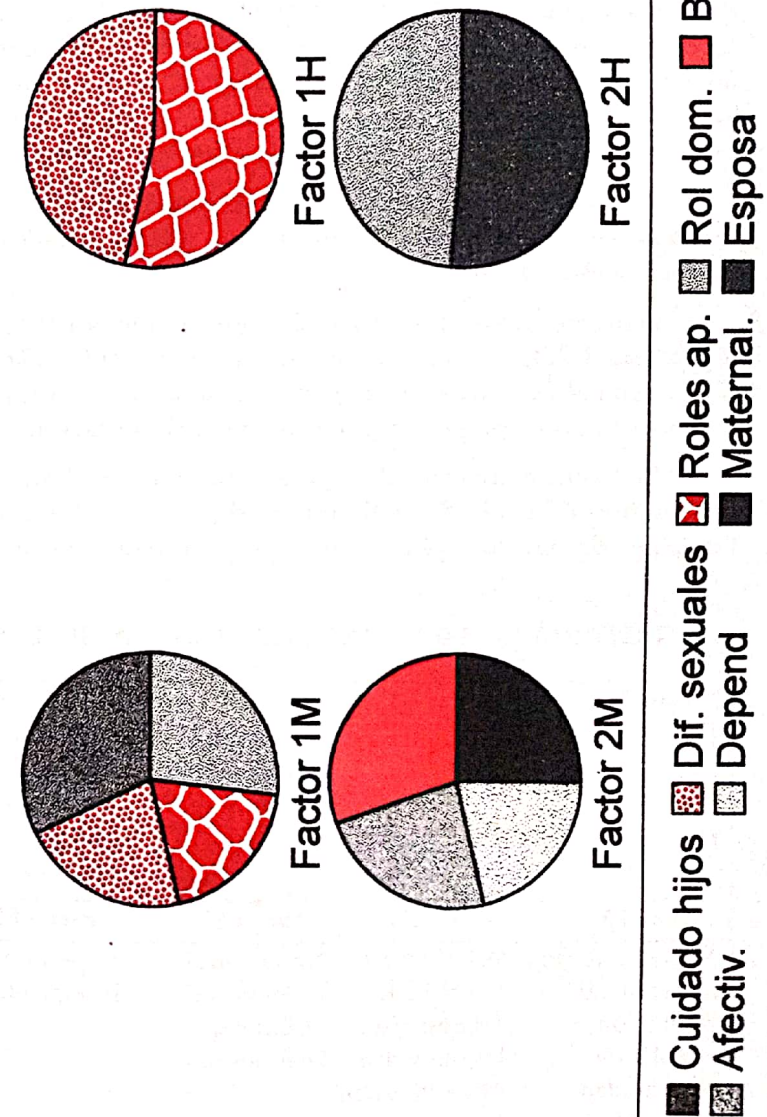 Factor 1M
Factor 1H
Factor 2M
Factor 2H
Cuidado hijos Dif. sexuales Roles ap. Rol dom. B
Afectiv. Depend Maternal. Esposa